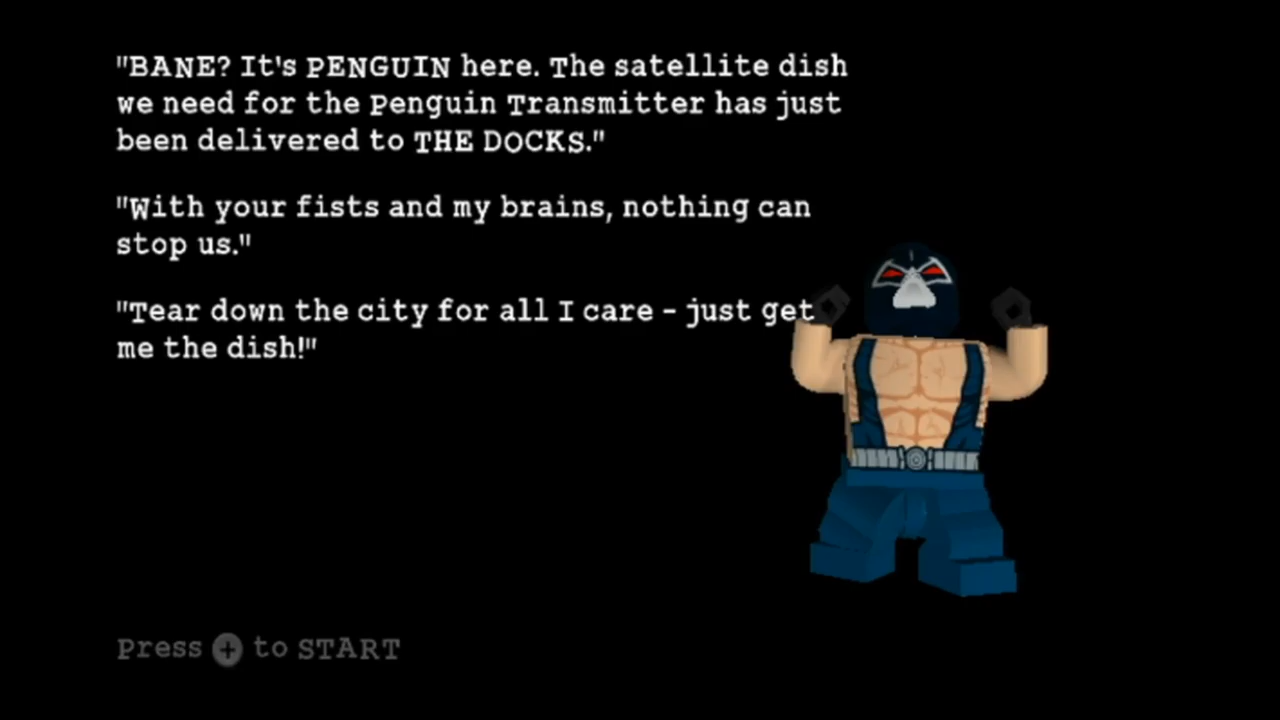 "BANE? It's PENGUIN here. The satellite dish
we need for the Penguin Transmitter has just
been delivered to THE DOCKS."
"With your fists and my brains, nothing can
stop us."
"Tear down the city for all I care - just get
me the dish!"
Press + to START